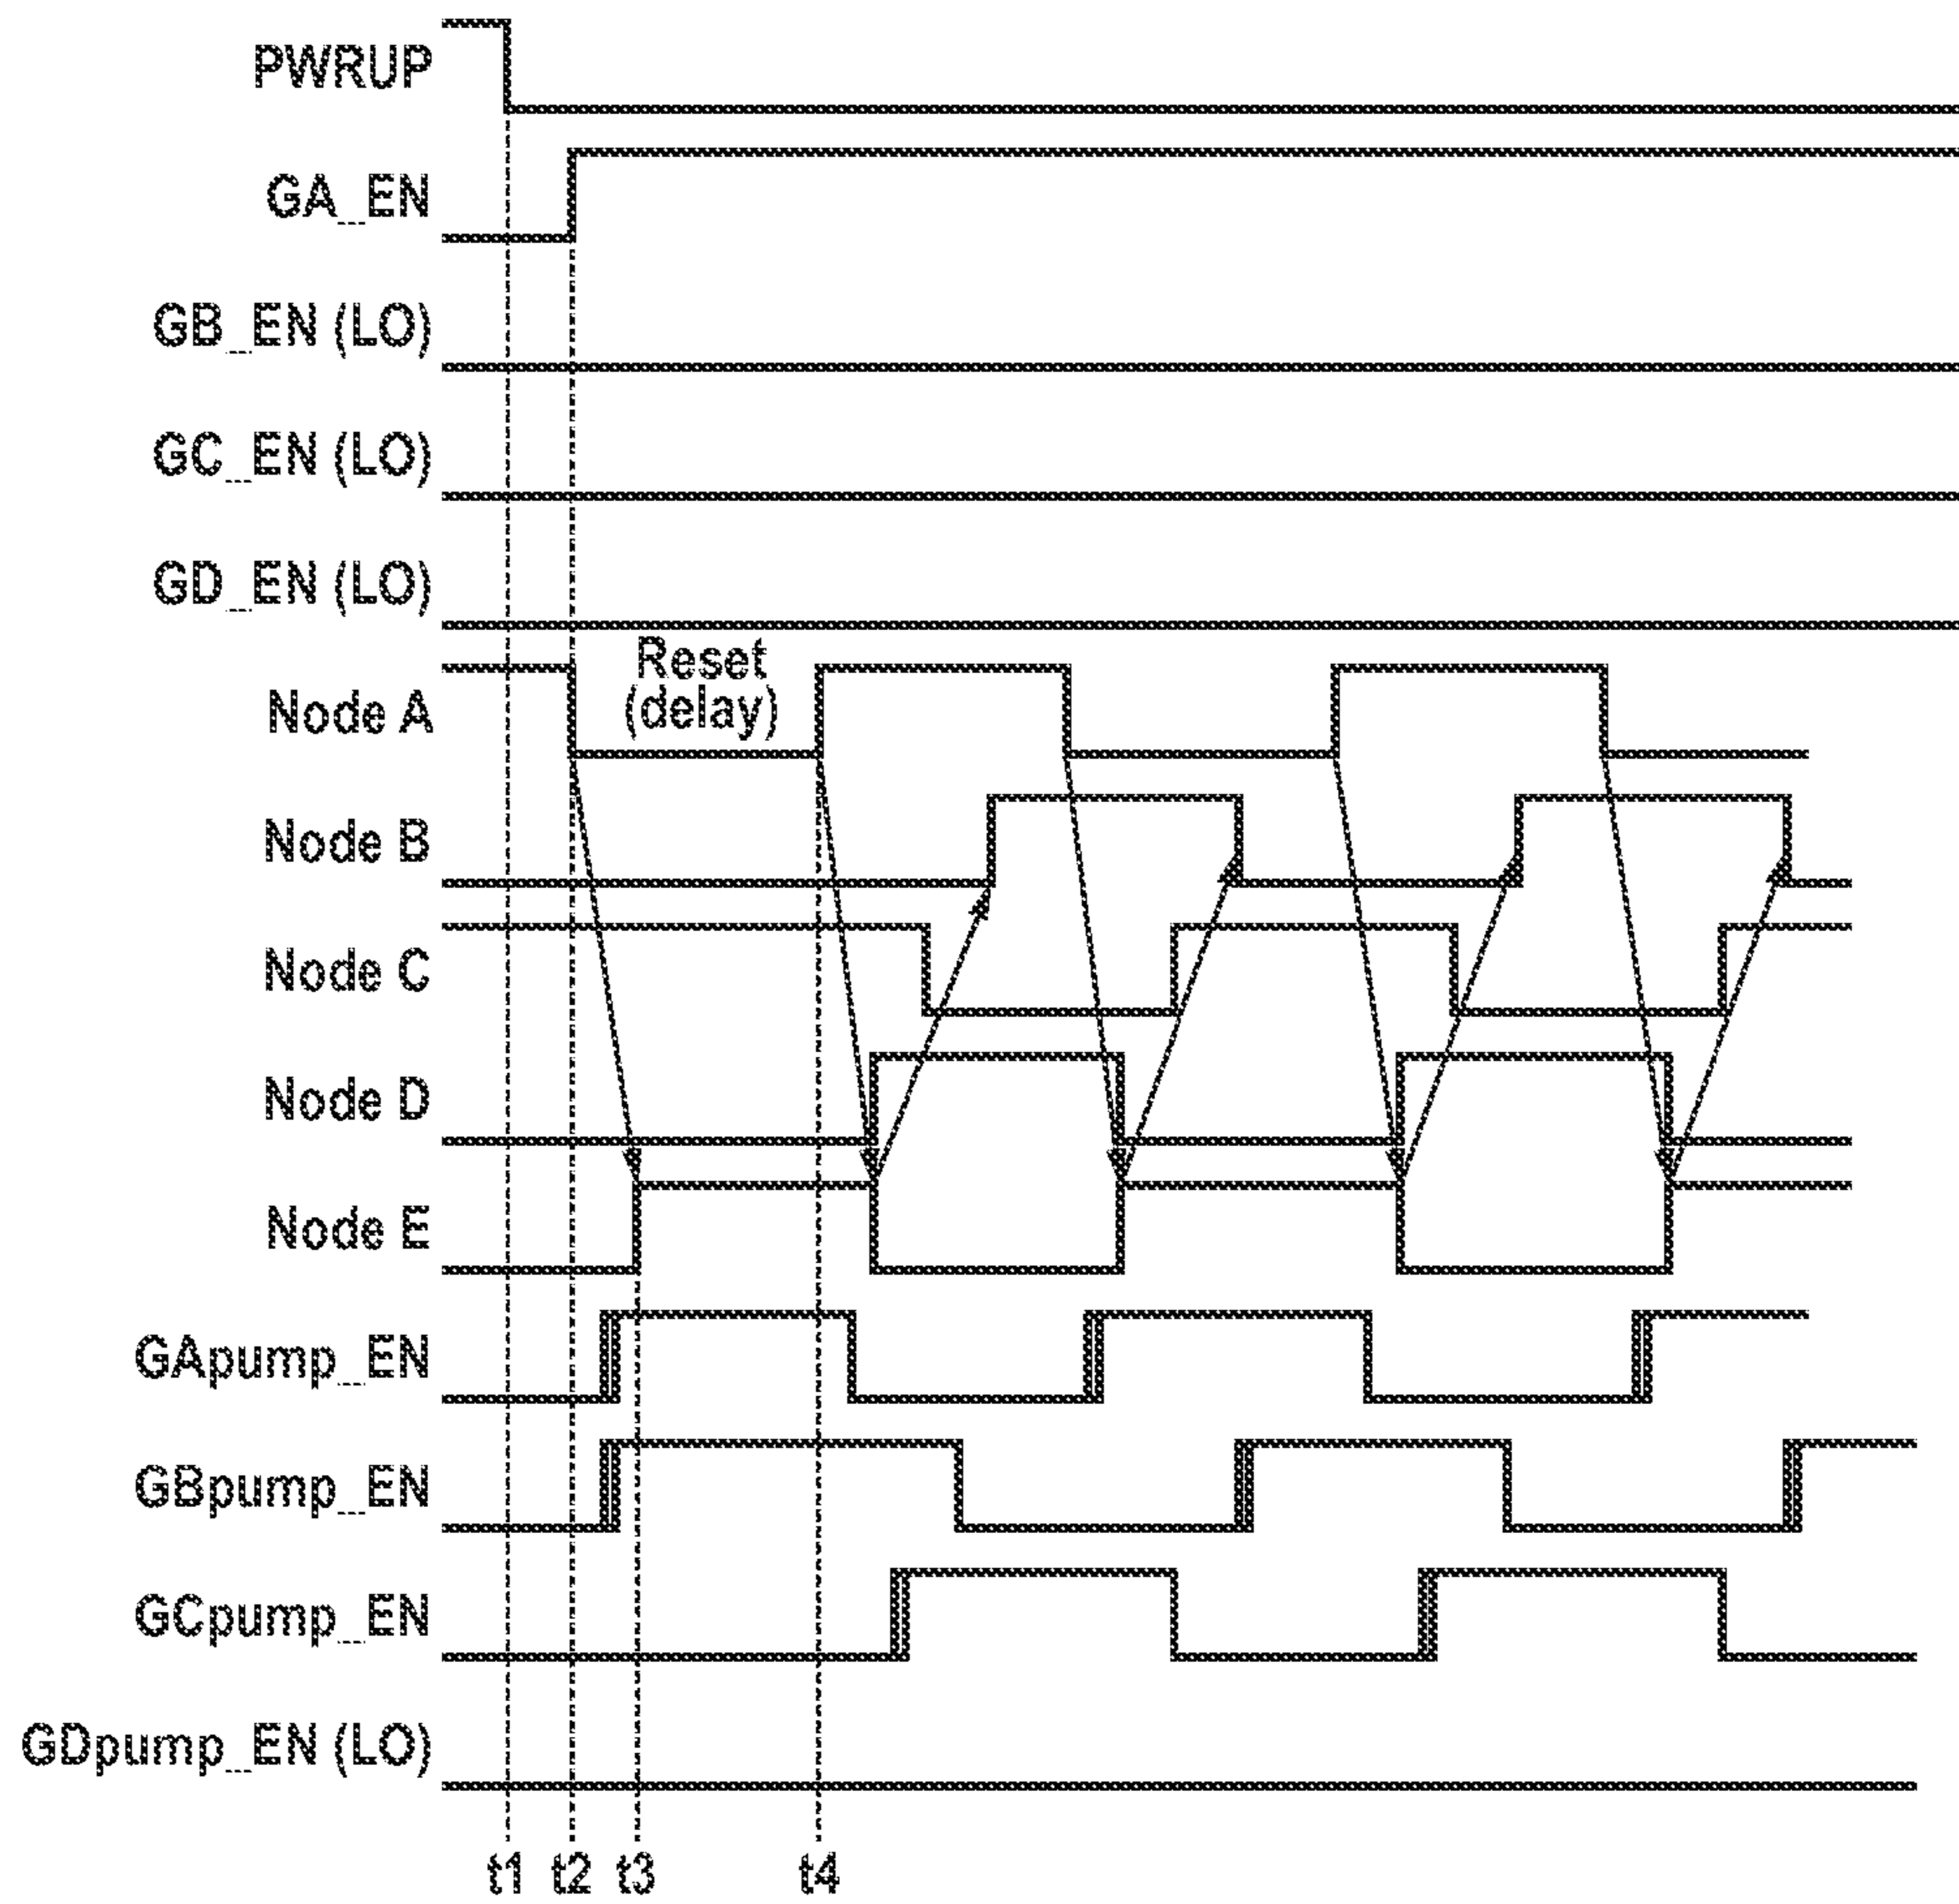 PWRUP
GA_EN
GB_EN (LO)
GC_EN (LO)
GD_EN (LO)
Reset
(delay)
Node A
Node B
Node C
Node D
Node E
GApump_EN
GBpump_EN
GCpump_EN
GDpump_EN (LO)
t1 t2 t3 t4